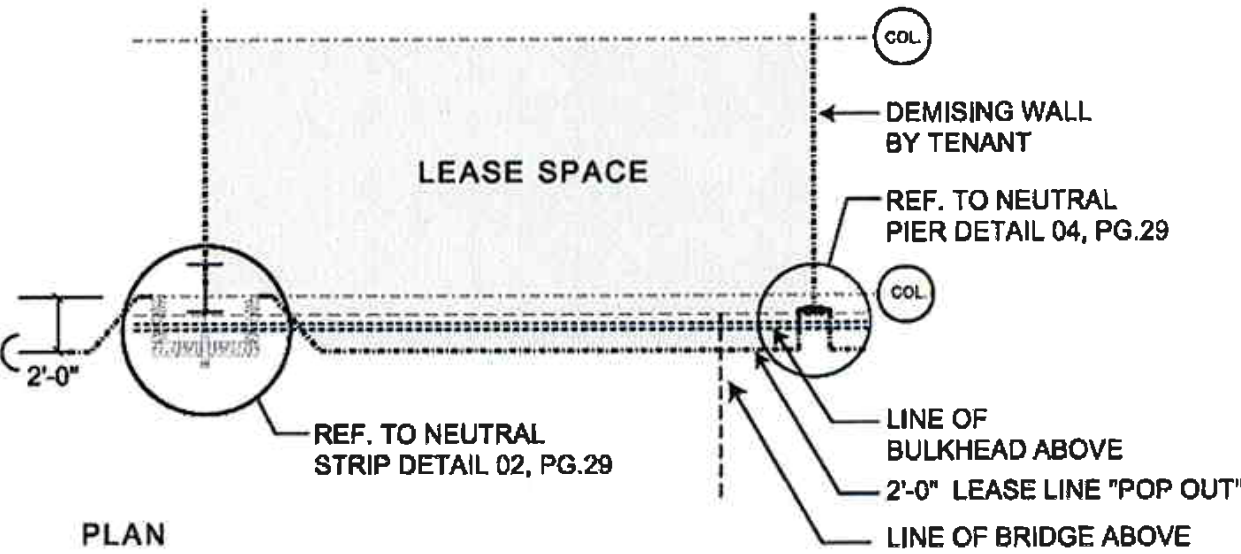 COL.
DEMISING WALL
BY TENANT
LEASE SPACE
REF. TO NEUTRAL
PIER DETAIL 04, PG.29
COL.
2'-0"
REF. TO NEUTRAL
STRIP DETAIL 02, PG.29
LINE OF
BULKHEAD ABOVE
2'-0" LEASE LINE "POP OUT"
LINE OF BRIDGE ABOVE
PLAN